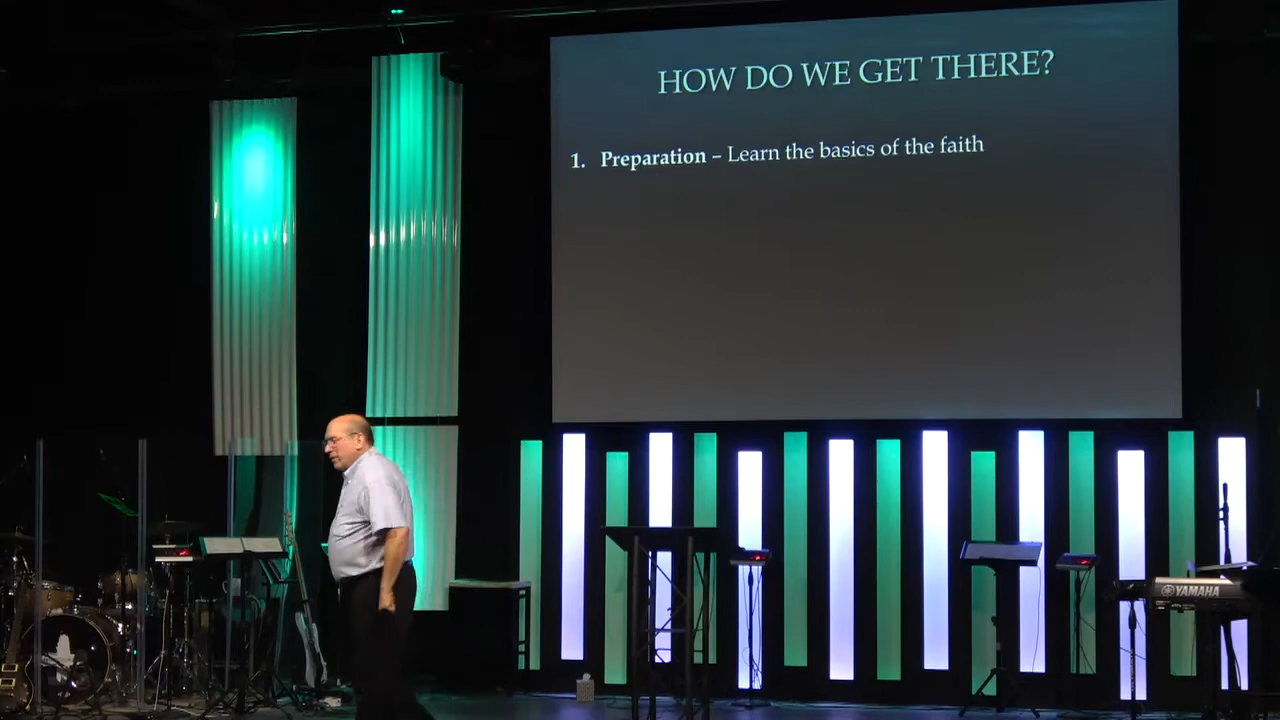 HOW DO WE GET THERE?
1. Preparation – Learn the basics of the faith
YAMAHA